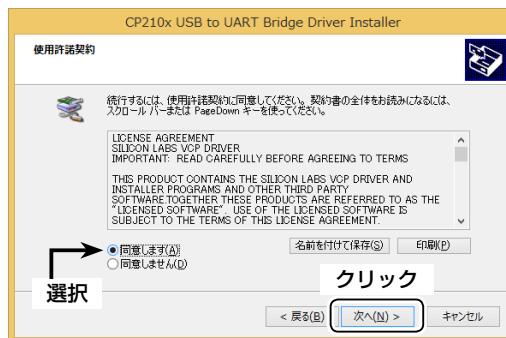 CP210x USB to UART Bridge Driver Installer
使用許諾契約
続行するには、使用許諾契約に同意してください。契約書の全体をお読みになるには、
スクロール バーまたは PageDown キーを使ってください。
LICENSE AGREEMENT
SILICON LABS VCP DRIVER
IMPORTANT:  READ CAREFULLY BEFORE AGREEING TO TERMS
THIS PRODUCT CONTAINS THE SILICON LABS VCP DRIVER AND
INSTALLER PROGRAMS AND OTHER THIRD PARTY
SOFTWARE.TOGETHER THESE PRODUCTS ARE REFERRED TO AS THE
"LICENSED SOFTWARE".  USE OF THE LICENSED SOFTWARE IS
SUBJECT TO THE TERMS OF THIS LICENSE AGREEMENT.
同意します(A)
名前を付けて保存(S)
印刷(P)
同意しません(D)
選択
クリック
< 戻る(B)
次へ(N) >
キャンセル